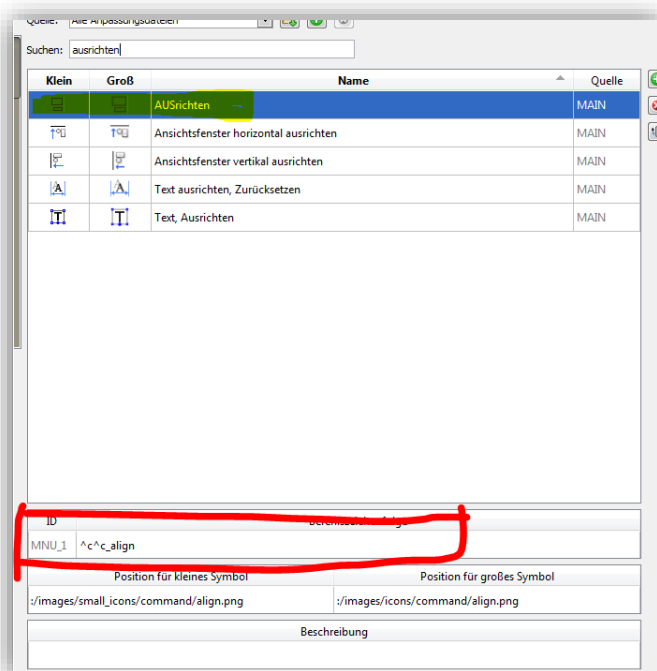 Quelle: Alle Anpassungsdateien
Suchen: ausrichten
Klein Groß Name Quelle
AUSrichten MAIN
Ansichtsfenster horizontal ausrichten MAIN
Ansichtsfenster vertikal ausrichten MAIN
Text ausrichten, Zurücksetzen MAIN
Text, Ausrichten MAIN
ID
MNU_1 ^c^c_align
Position für kleines Symbol Position für großes Symbol
:/images/small_icons/command/align.png :/images/icons/command/align.png
Beschreibung